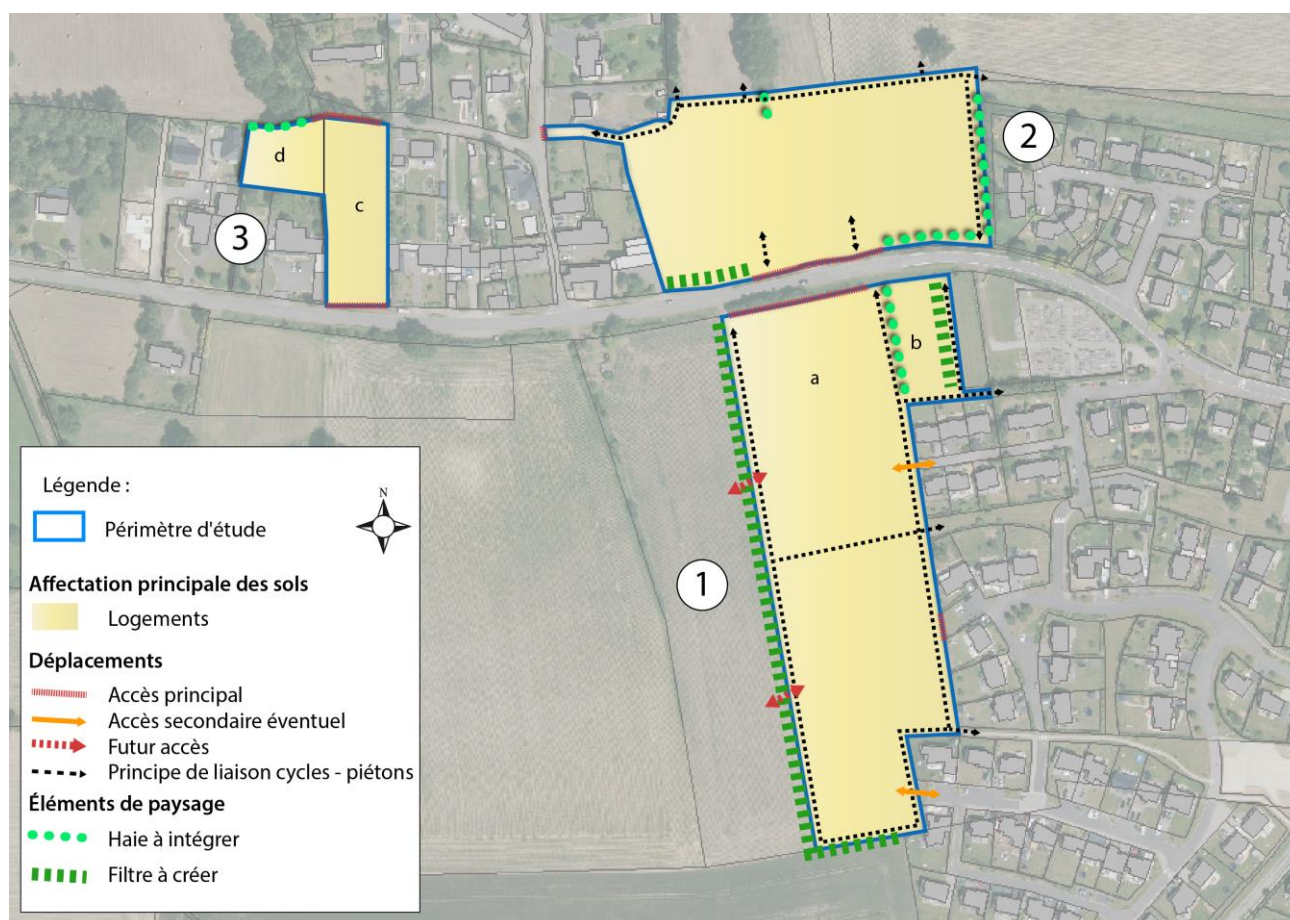 d
c
3
2
a
b
1
Légende :
N
Périmètre d'étude
Affectation principale des sols
Logements
Déplacements
Accès principal
Accès secondaire éventuel
Futur accès
Principe de liaison cycles - piétons
Éléments de paysage
Haie à intégrer
Filtre à créer